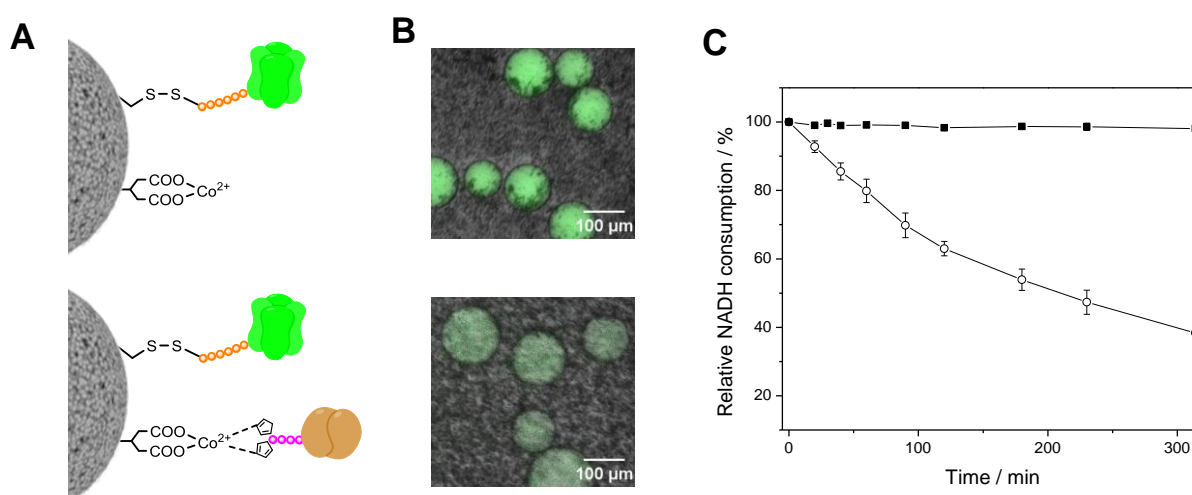 A
S–S
COO
COO
Co2+
S–S
COO
COO
Co2+
B
100 µm
100 µm
C
Relative NADH consumption / %
100
80
60
40
20
0
100
200
300
Time / min